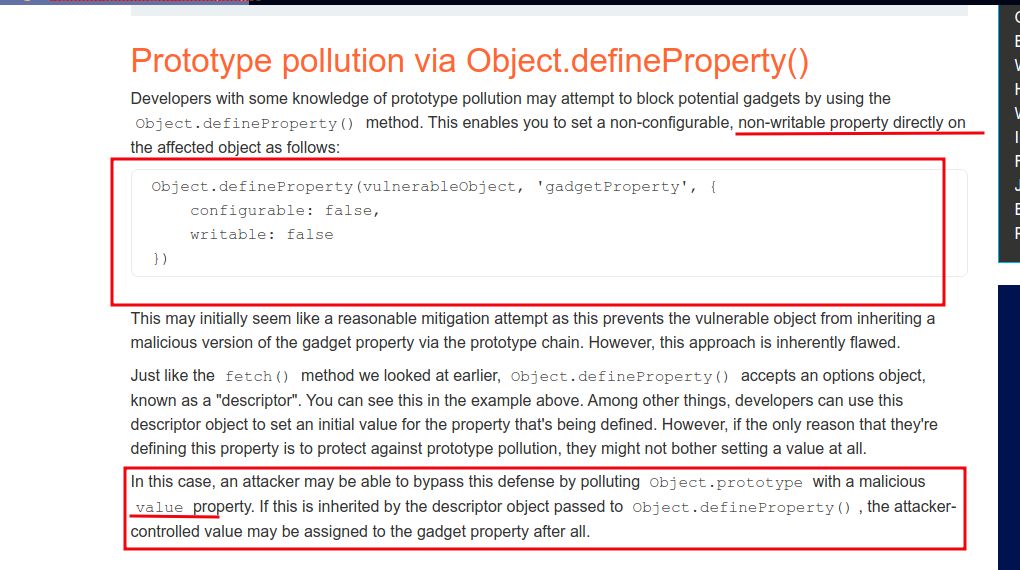 Prototype pollution via Object.defineProperty()
Developers with some knowledge of prototype pollution may attempt to block potential gadgets by using the
Object.defineProperty() method. This enables you to set a non-configurable, non-writable property directly on
the affected object as follows:
Object.defineProperty(vulnerableObject, 'gadgetProperty', {
    configurable: false,
    writable: false
})
This may initially seem like a reasonable mitigation attempt as this prevents the vulnerable object from inheriting a
malicious version of the gadget property via the prototype chain. However, this approach is inherently flawed.
Just like the fetch() method we looked at earlier, Object.defineProperty() accepts an options object,
known as a "descriptor". You can see this in the example above. Among other things, developers can use this
descriptor object to set an initial value for the property that's being defined. However, if the only reason that they're
defining this property is to protect against prototype pollution, they might not bother setting a value at all.
In this case, an attacker may be able to bypass this defense by polluting Object.prototype with a malicious
value property. If this is inherited by the descriptor object passed to Object.defineProperty() , the attacker-
controlled value may be assigned to the gadget property after all.